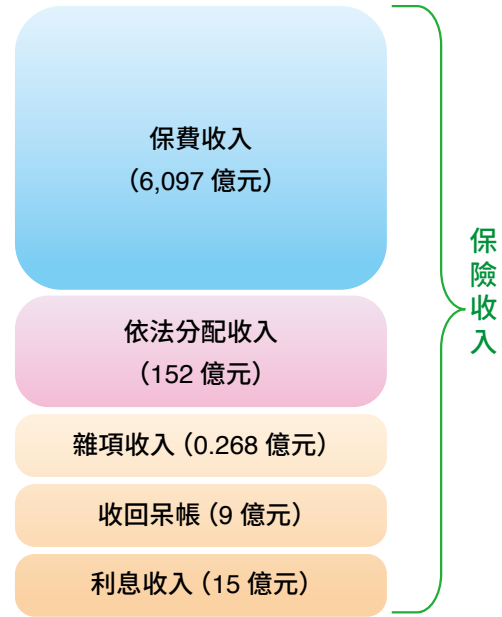 保費收入
（6,097 億元）
依法分配收入
（152 億元）
雜項收入（0.268 億元）
收回呆帳（9 億元）
利息收入（15 億元）
保險收入